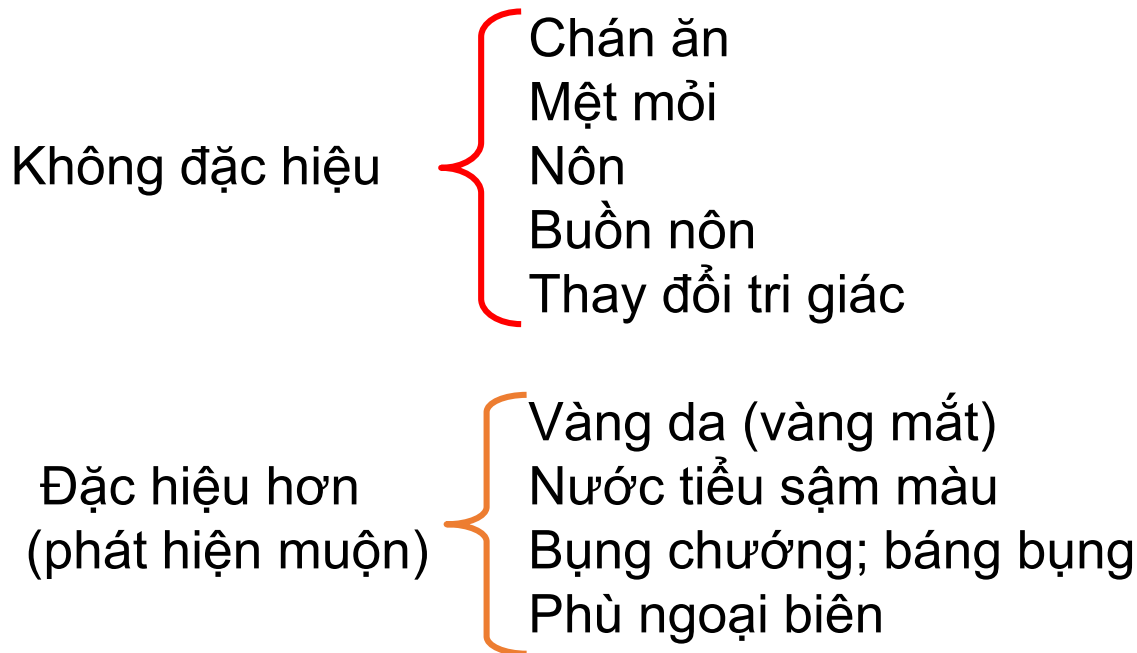 Không đặc hiệu
Chán ăn
Mệt mỏi
Nôn
Buồn nôn
Thay đổi tri giác
Đặc hiệu hơn
(phát hiện muộn)
Vàng da (vàng mắt)
Nước tiểu sậm màu
Bụng chướng; báng bụng
Phù ngoại biên